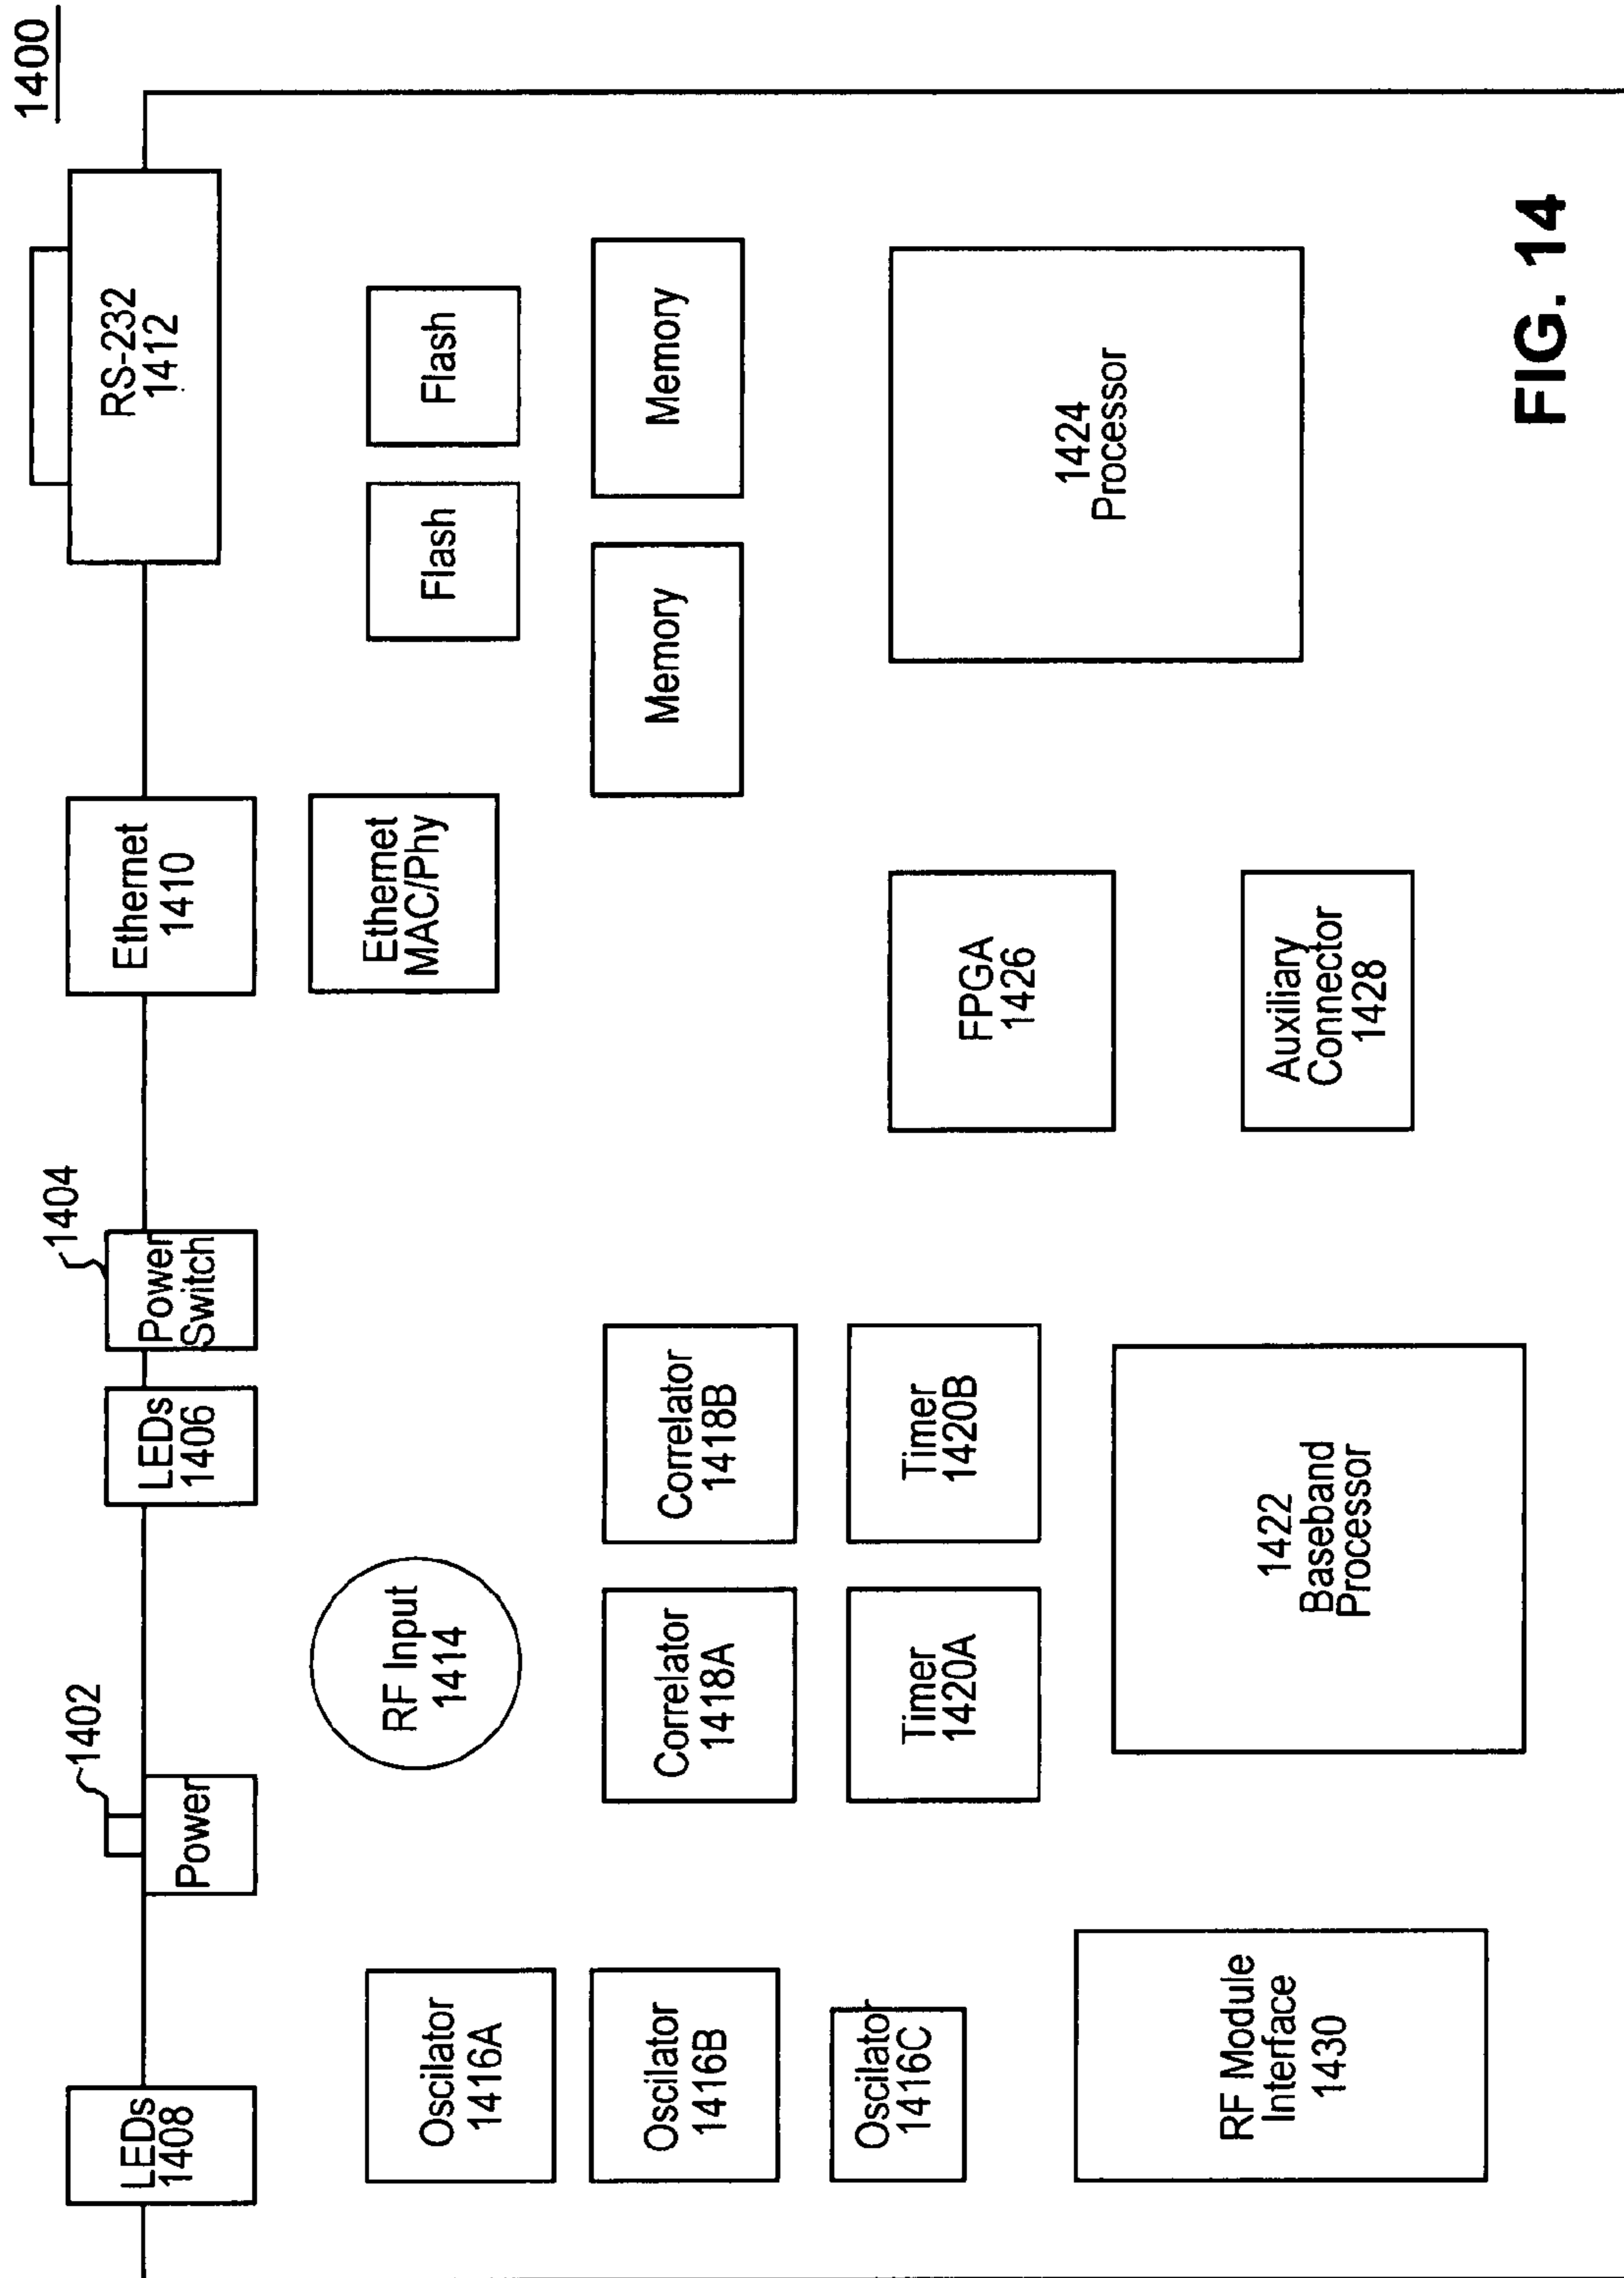 1400
1402
1404
LEDs
1408
Power
LEDs
1406
Power
Switch
Ethernet
1410
RS-232
1412
Oscilator
1416A
RF Input
1414
Ethernet
MAC/Phy
Flash
Flash
Oscilator
1416B
Correlator
1418A
Correlator
1418B
Memory
Memory
Oscilator
1416C
Timer
1420A
Timer
1420B
FPGA
1426
1424
Processor
RF Module
Interface
1430
1422
Baseband
Processor
Auxiliary
Connector
1428
FIG. 14